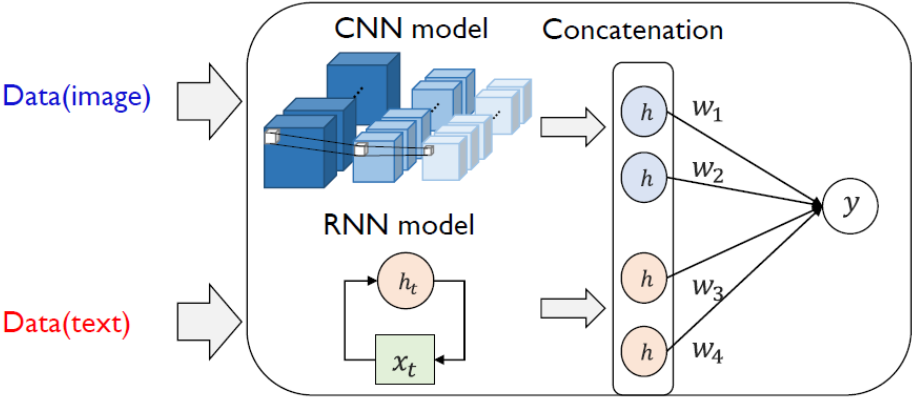 CNN model
Concatenation
Data(image)
h
w₁
h
w₂
y
RNN model
hₜ
h
w₃
Data(text)
xₜ
h
w₄